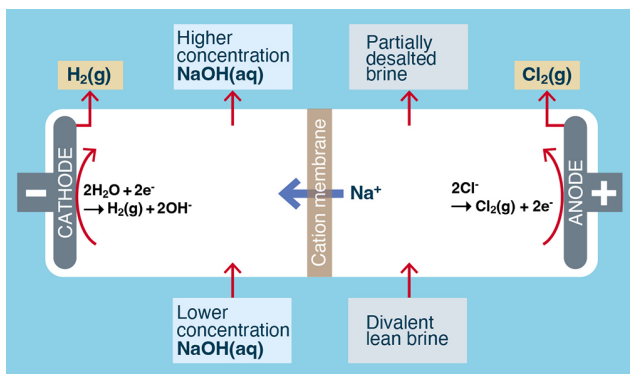 H₂(g)
Higher
concentration
NaOH(aq)
Partially
desalted
brine
Cl₂(g)
−
CATHODE
2H₂O + 2e⁻
→ H₂(g) + 2OH⁻
Cation membrane
Na⁺
2Cl⁻
→ Cl₂(g) + 2e⁻
ANODE
+
Lower
concentration
NaOH(aq)
Divalent
lean brine